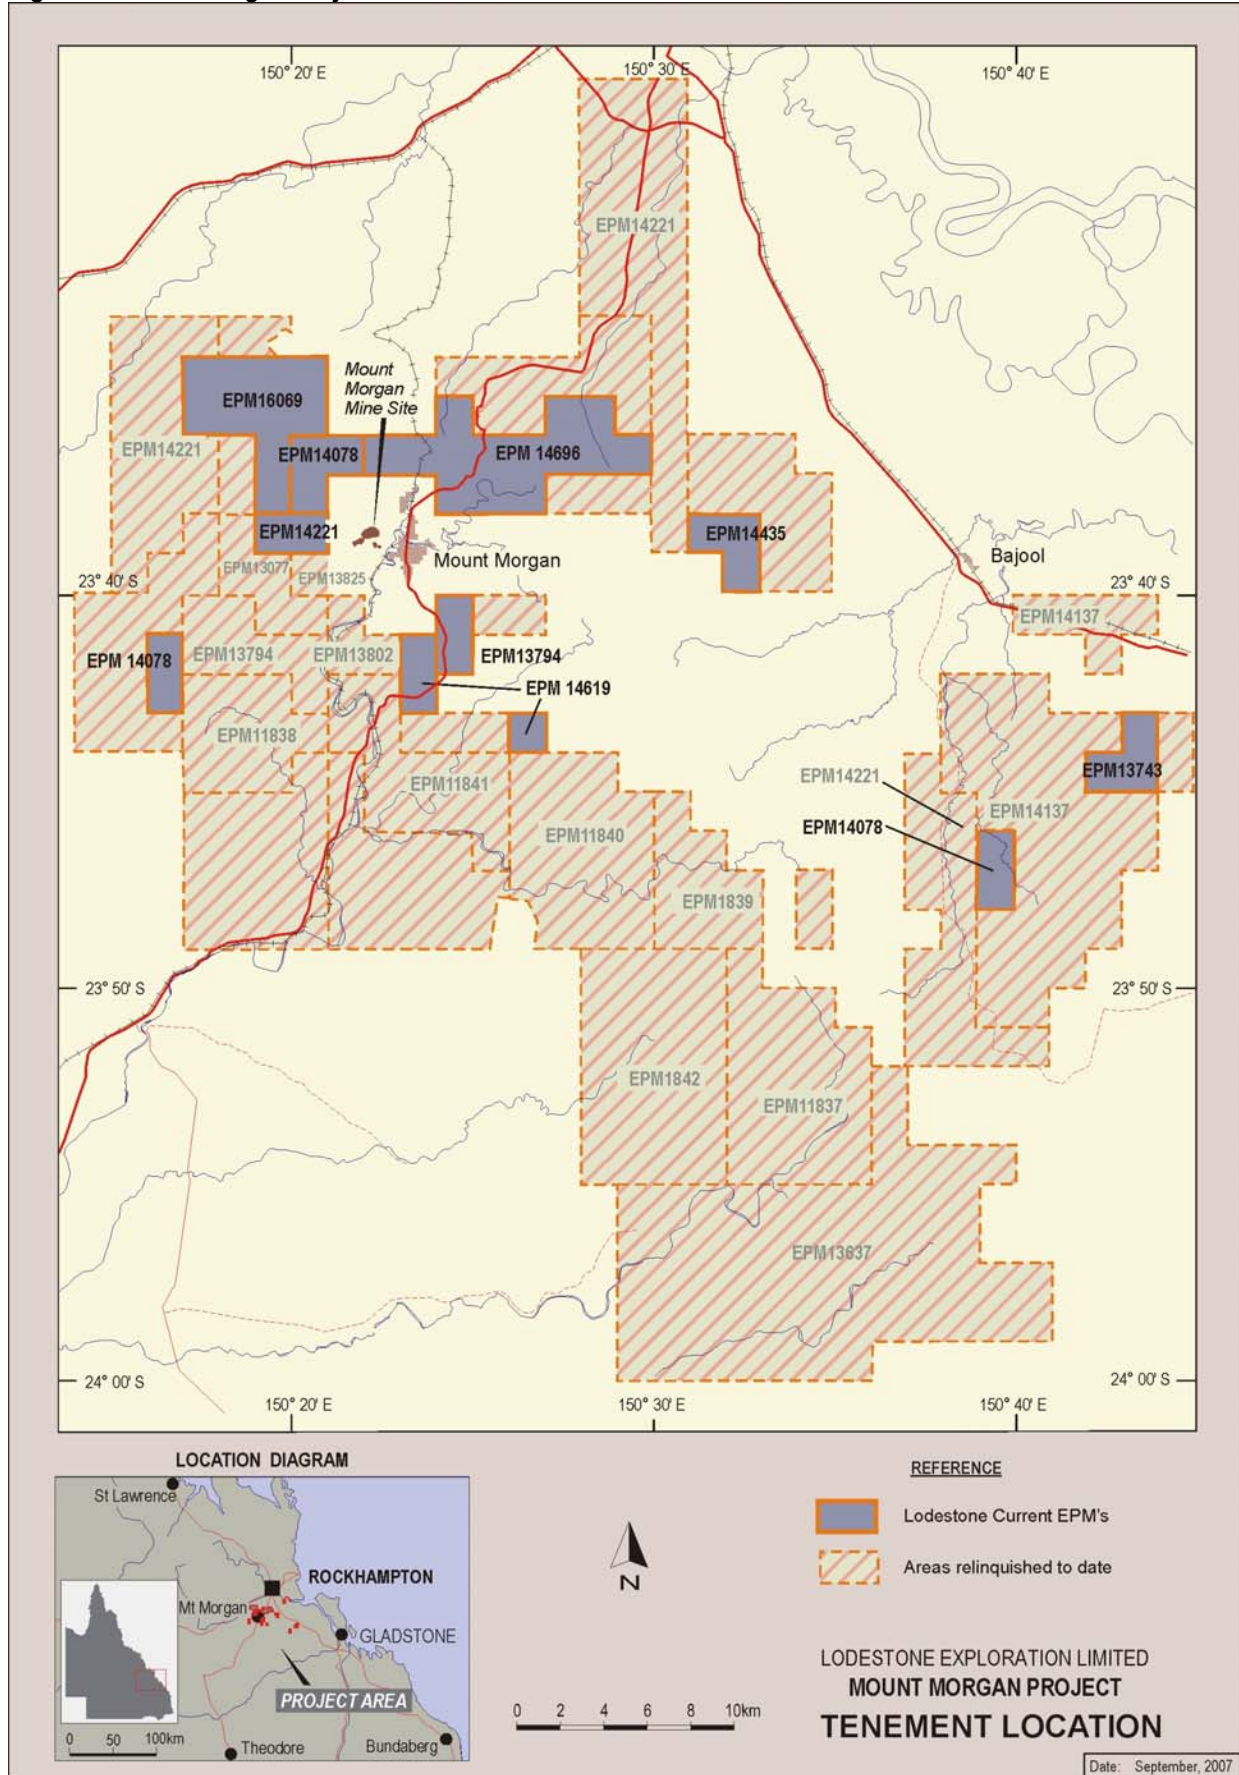 150° 20' E
150° 30' E
150° 40' E
EPM14221
EPM16069
Mount
Morgan
Mine Site
EPM14221
EPM14078
EPM 14696
EPM14221
EPM14435
Mount Morgan
Bajool
EPM13077
EPM13825
23° 40' S
23° 40' S
EPM14137
EPM 14078
EPM13794
EPM13802
EPM13794
EPM 14619
EPM11838
EPM11841
EPM14221
EPM13743
EPM14137
EPM14078
EPM11840
EPM1839
23° 50' S
23° 50' S
EPM1842
EPM11837
EPM13637
24° 00' S
24° 00' S
150° 20' E
150° 30' E
150° 40' E
LOCATION DIAGRAM
St Lawrence
ROCKHAMPTON
Mt Morgan
GLADSTONE
PROJECT AREA
0 50 100km
Theodore
Bundaberg
N
0 2 4 6 8 10km
REFERENCE
Lodestone Current EPM's
Areas relinquished to date
LODESTONE EXPLORATION LIMITED
MOUNT MORGAN PROJECT
TENEMENT LOCATION
Date: September, 2007